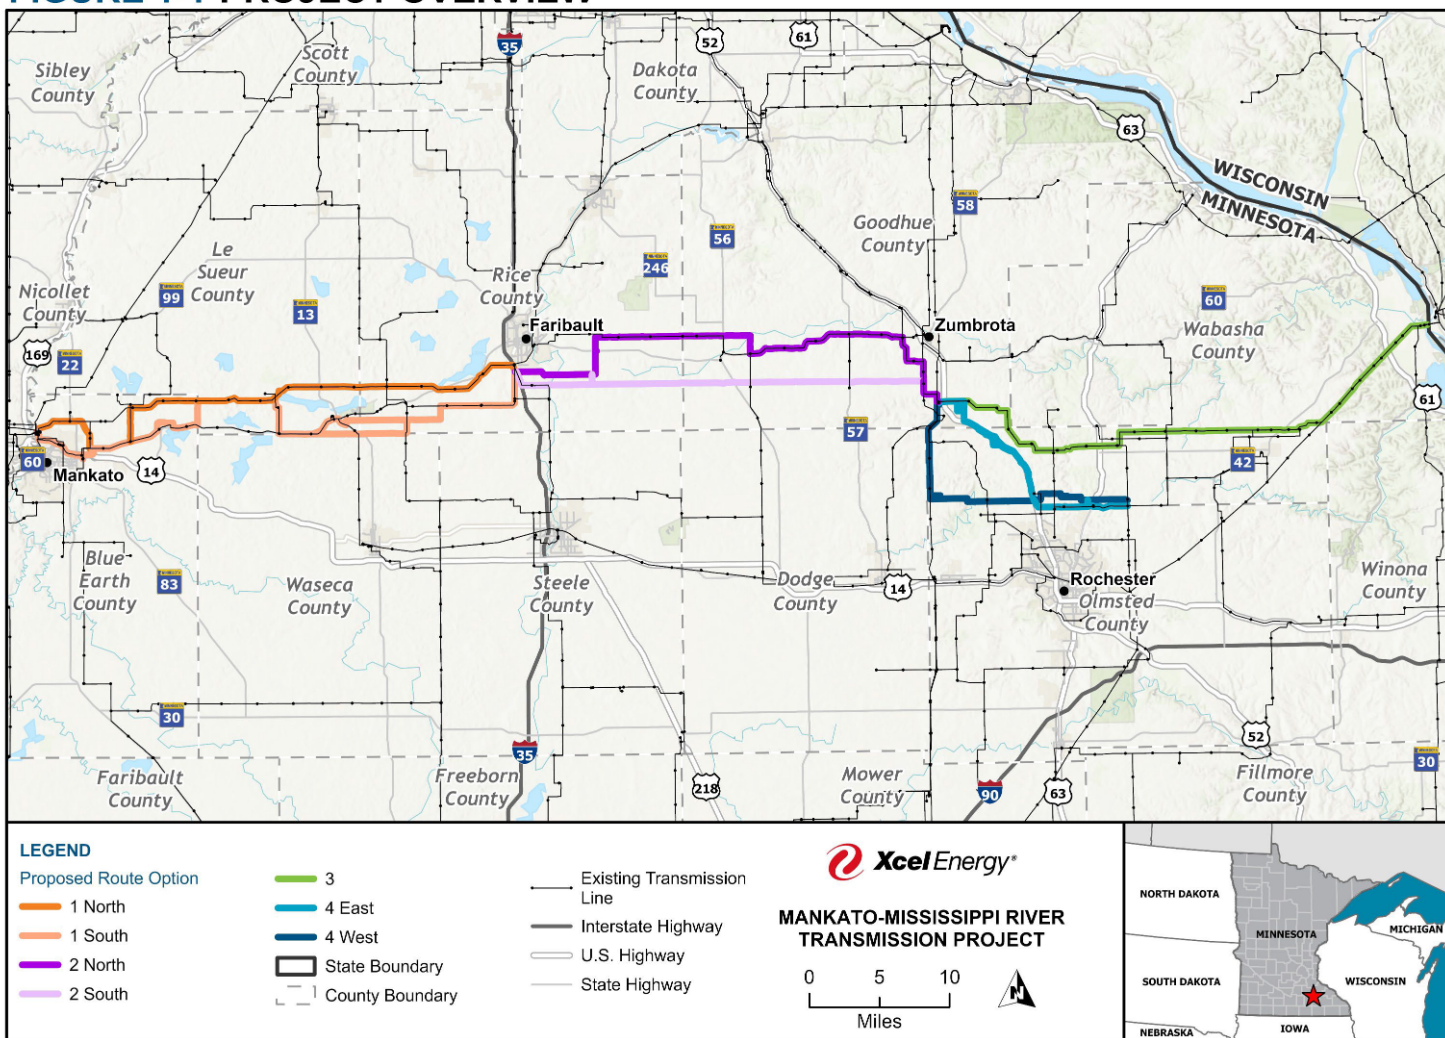 FIGURE 1-1 PROJECT OVERVIEW
35
52
61
Scott
County
Sibley
County
Dakota
County
63
WISCONSIN
MINNESOTA
58
Goodhue
County
56
Le
Sueur
County
246
Rice
County
Nicollet
County
99
13
60
Faribault
Zumbrota
Wabasha
County
169
22
61
57
60
Mankato
14
42
Blue
Earth
County
83
Waseca
County
Steele
County
Dodge
County
14
Rochester
Olmsted
County
Winona
County
30
52
35
30
Faribault
County
Freeborn
County
218
Mower
County
90
63
Fillmore
County
LEGEND
Proposed Route Option
1 North
1 South
2 North
2 South
3
4 East
4 West
State Boundary
County Boundary
Existing Transmission
Line
Interstate Highway
U.S. Highway
State Highway
Xcel Energy®
MANKATO-MISSISSIPPI RIVER
TRANSMISSION PROJECT
0 5 10
Miles
N
NORTH DAKOTA
MINNESOTA
MICHIGAN
SOUTH DAKOTA
WISCONSIN
NEBRASKA
IOWA